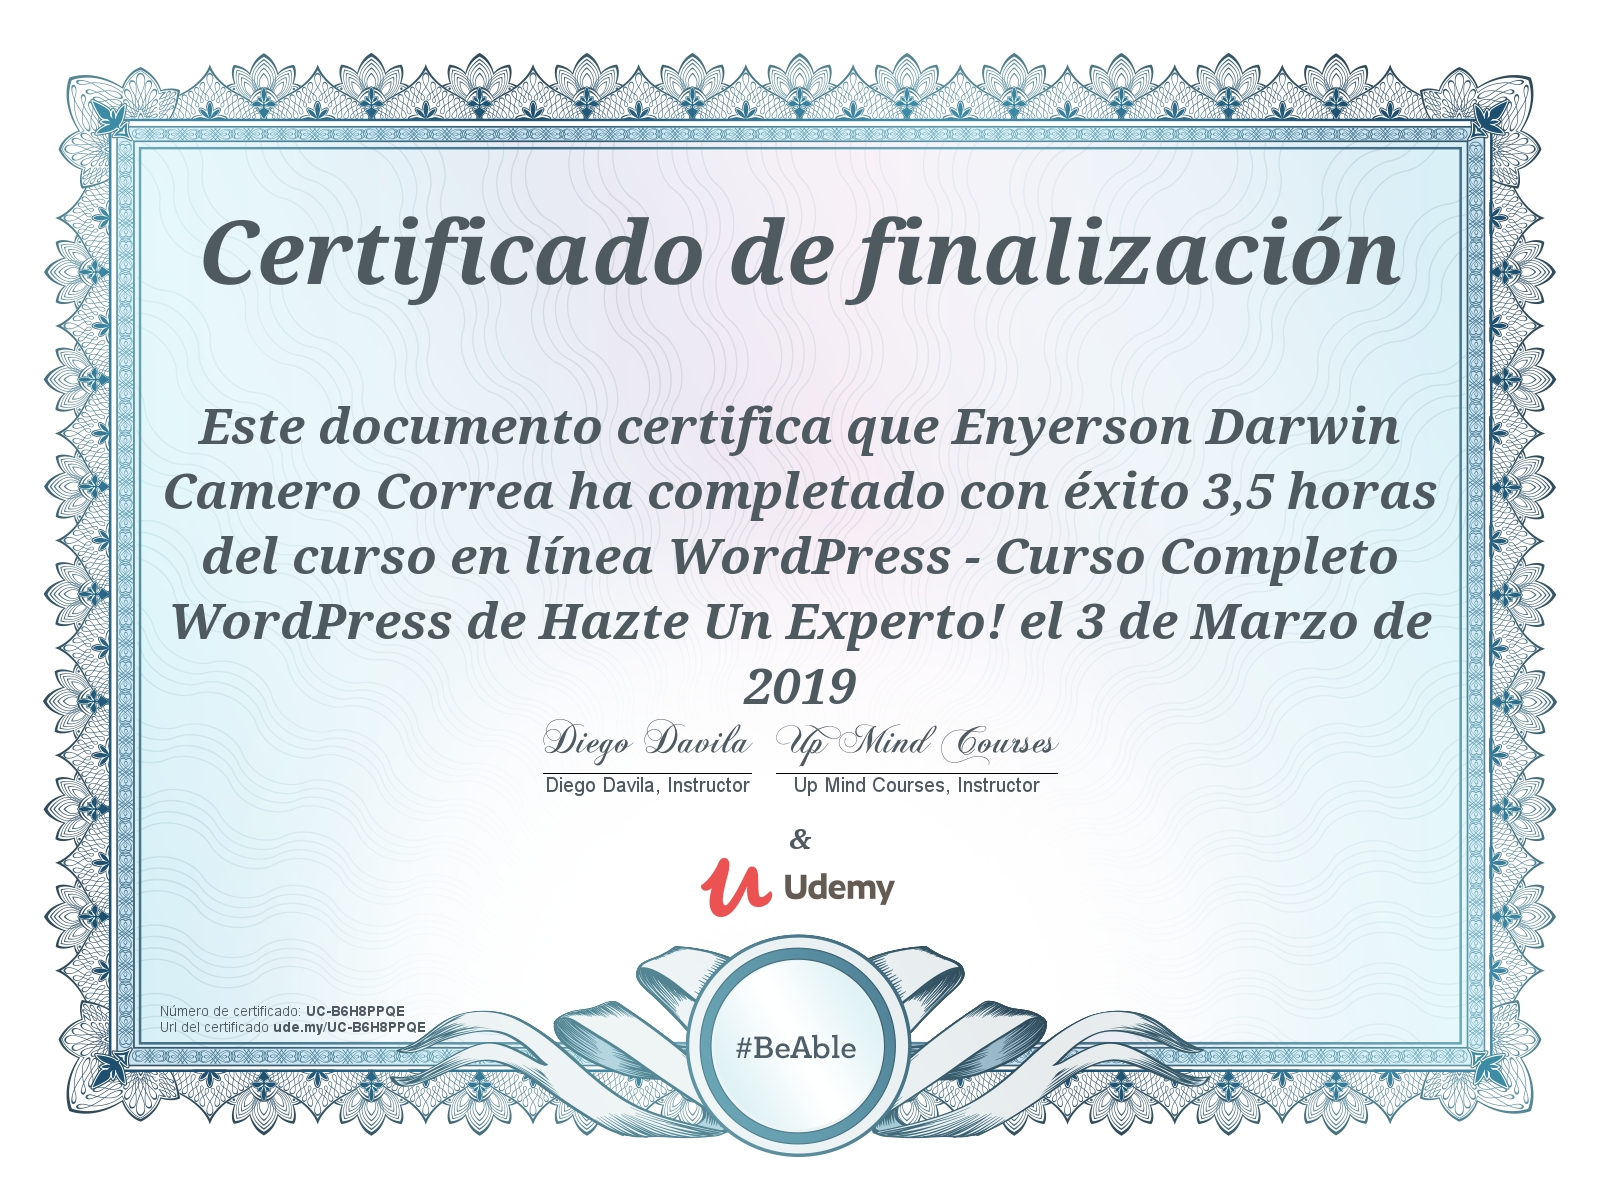 Certificado de finalización
Este documento certifica que Enyerson Darwin
Camero Correa ha completado con éxito 3,5 horas
del curso en línea WordPress - Curso Completo
WordPress de Hazte Un Experto! el 3 de Marzo de
2019
Diego Davila Up Mind Courses
Diego Davila, Instructor Up Mind Courses, Instructor
&
Udemy
Número de certificado: UC-B6H8PPQE
Url del certificado ude.my/UC-B6H8PPQE
#BeAble